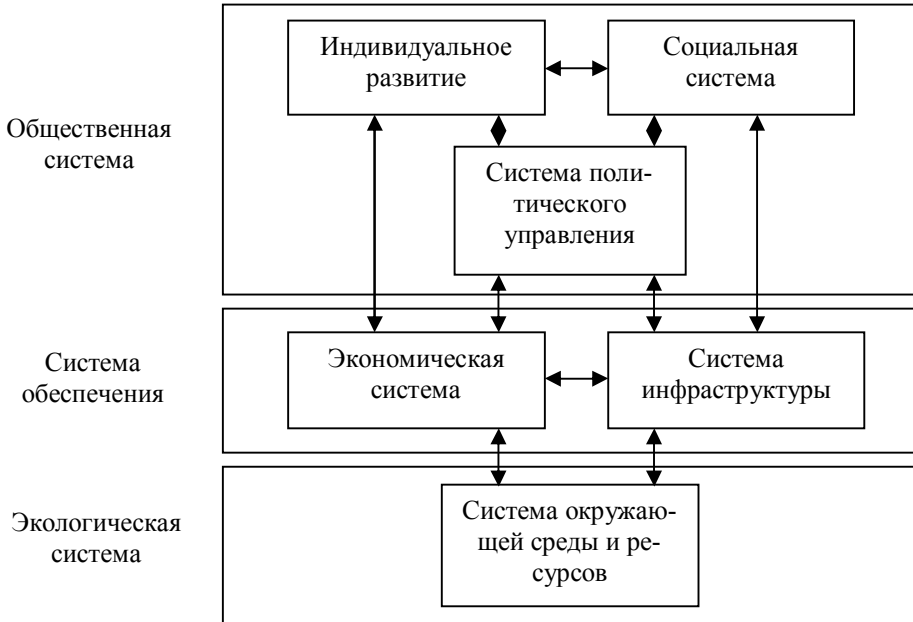 Индивидуальное
развитие
Социальная
система
Общественная
система
Система поли-
тического
управления
Система
обеспечения
Экономическая
система
Система
инфраструктуры
Экологическая
система
Система окружаю-
щей среды и ре-
сурсов